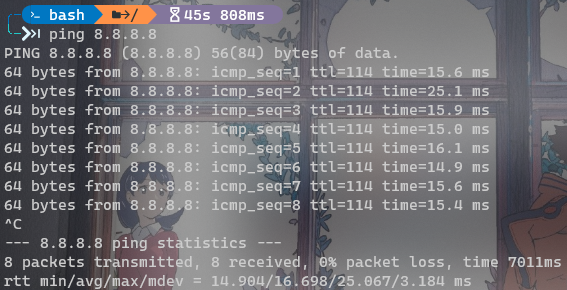 bash / 45s 808ms
ping 8.8.8.8
PING 8.8.8.8 (8.8.8.8) 56(84) bytes of data.
64 bytes from 8.8.8.8: icmp_seq=1 ttl=114 time=15.6 ms
64 bytes from 8.8.8.8: icmp_seq=2 ttl=114 time=25.1 ms
64 bytes from 8.8.8.8: icmp_seq=3 ttl=114 time=15.9 ms
64 bytes from 8.8.8.8: icmp_seq=4 ttl=114 time=15.0 ms
64 bytes from 8.8.8.8: icmp_seq=5 ttl=114 time=16.1 ms
64 bytes from 8.8.8.8: icmp_seq=6 ttl=114 time=14.9 ms
64 bytes from 8.8.8.8: icmp_seq=7 ttl=114 time=15.6 ms
64 bytes from 8.8.8.8: icmp_seq=8 ttl=114 time=15.4 ms
^C
--- 8.8.8.8 ping statistics ---
8 packets transmitted, 8 received, 0% packet loss, time 7011ms
rtt min/avg/max/mdev = 14.904/16.698/25.067/3.184 ms